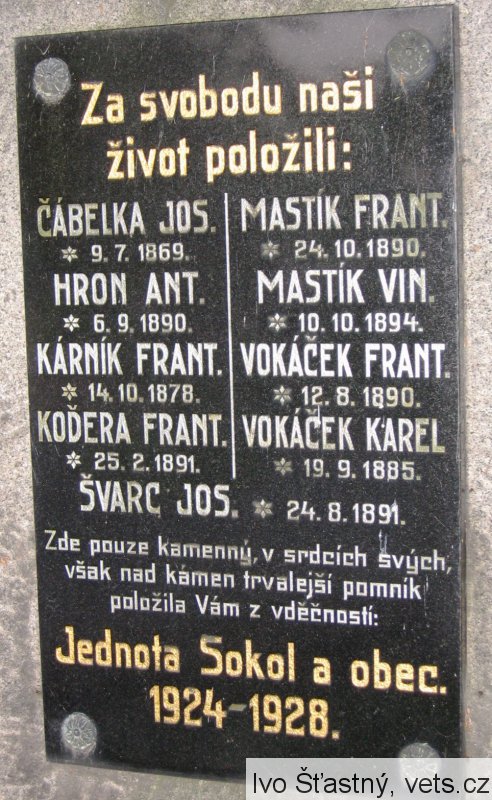 Za svobodu naši
život položili:
ČÁBELKA JOS.
✲ 9. 7. 1869.
HRON ANT.
✲ 6. 9. 1890.
KÁRNÍK FRANT.
✲ 14. 10. 1878.
KOĎERA FRANT.
✲ 25. 2. 1891.
MASTÍK FRANT.
✲ 24. 10. 1890.
MASTÍK VIN.
✲ 10. 10. 1894.
VOKÁČEK FRANT.
✲ 12. 8. 1890.
VOKÁČEK KAREL
✲ 19. 9. 1885.
ŠVARC JOS. ✲ 24. 8. 1891.
Zde pouze kamenný, v srdcích svých,
však nad kámen trvalejší pomník
položila Vám z vděčností:
Jednota Sokol a obec.
1924-1928.
Ivo Šťastný, vets.cz